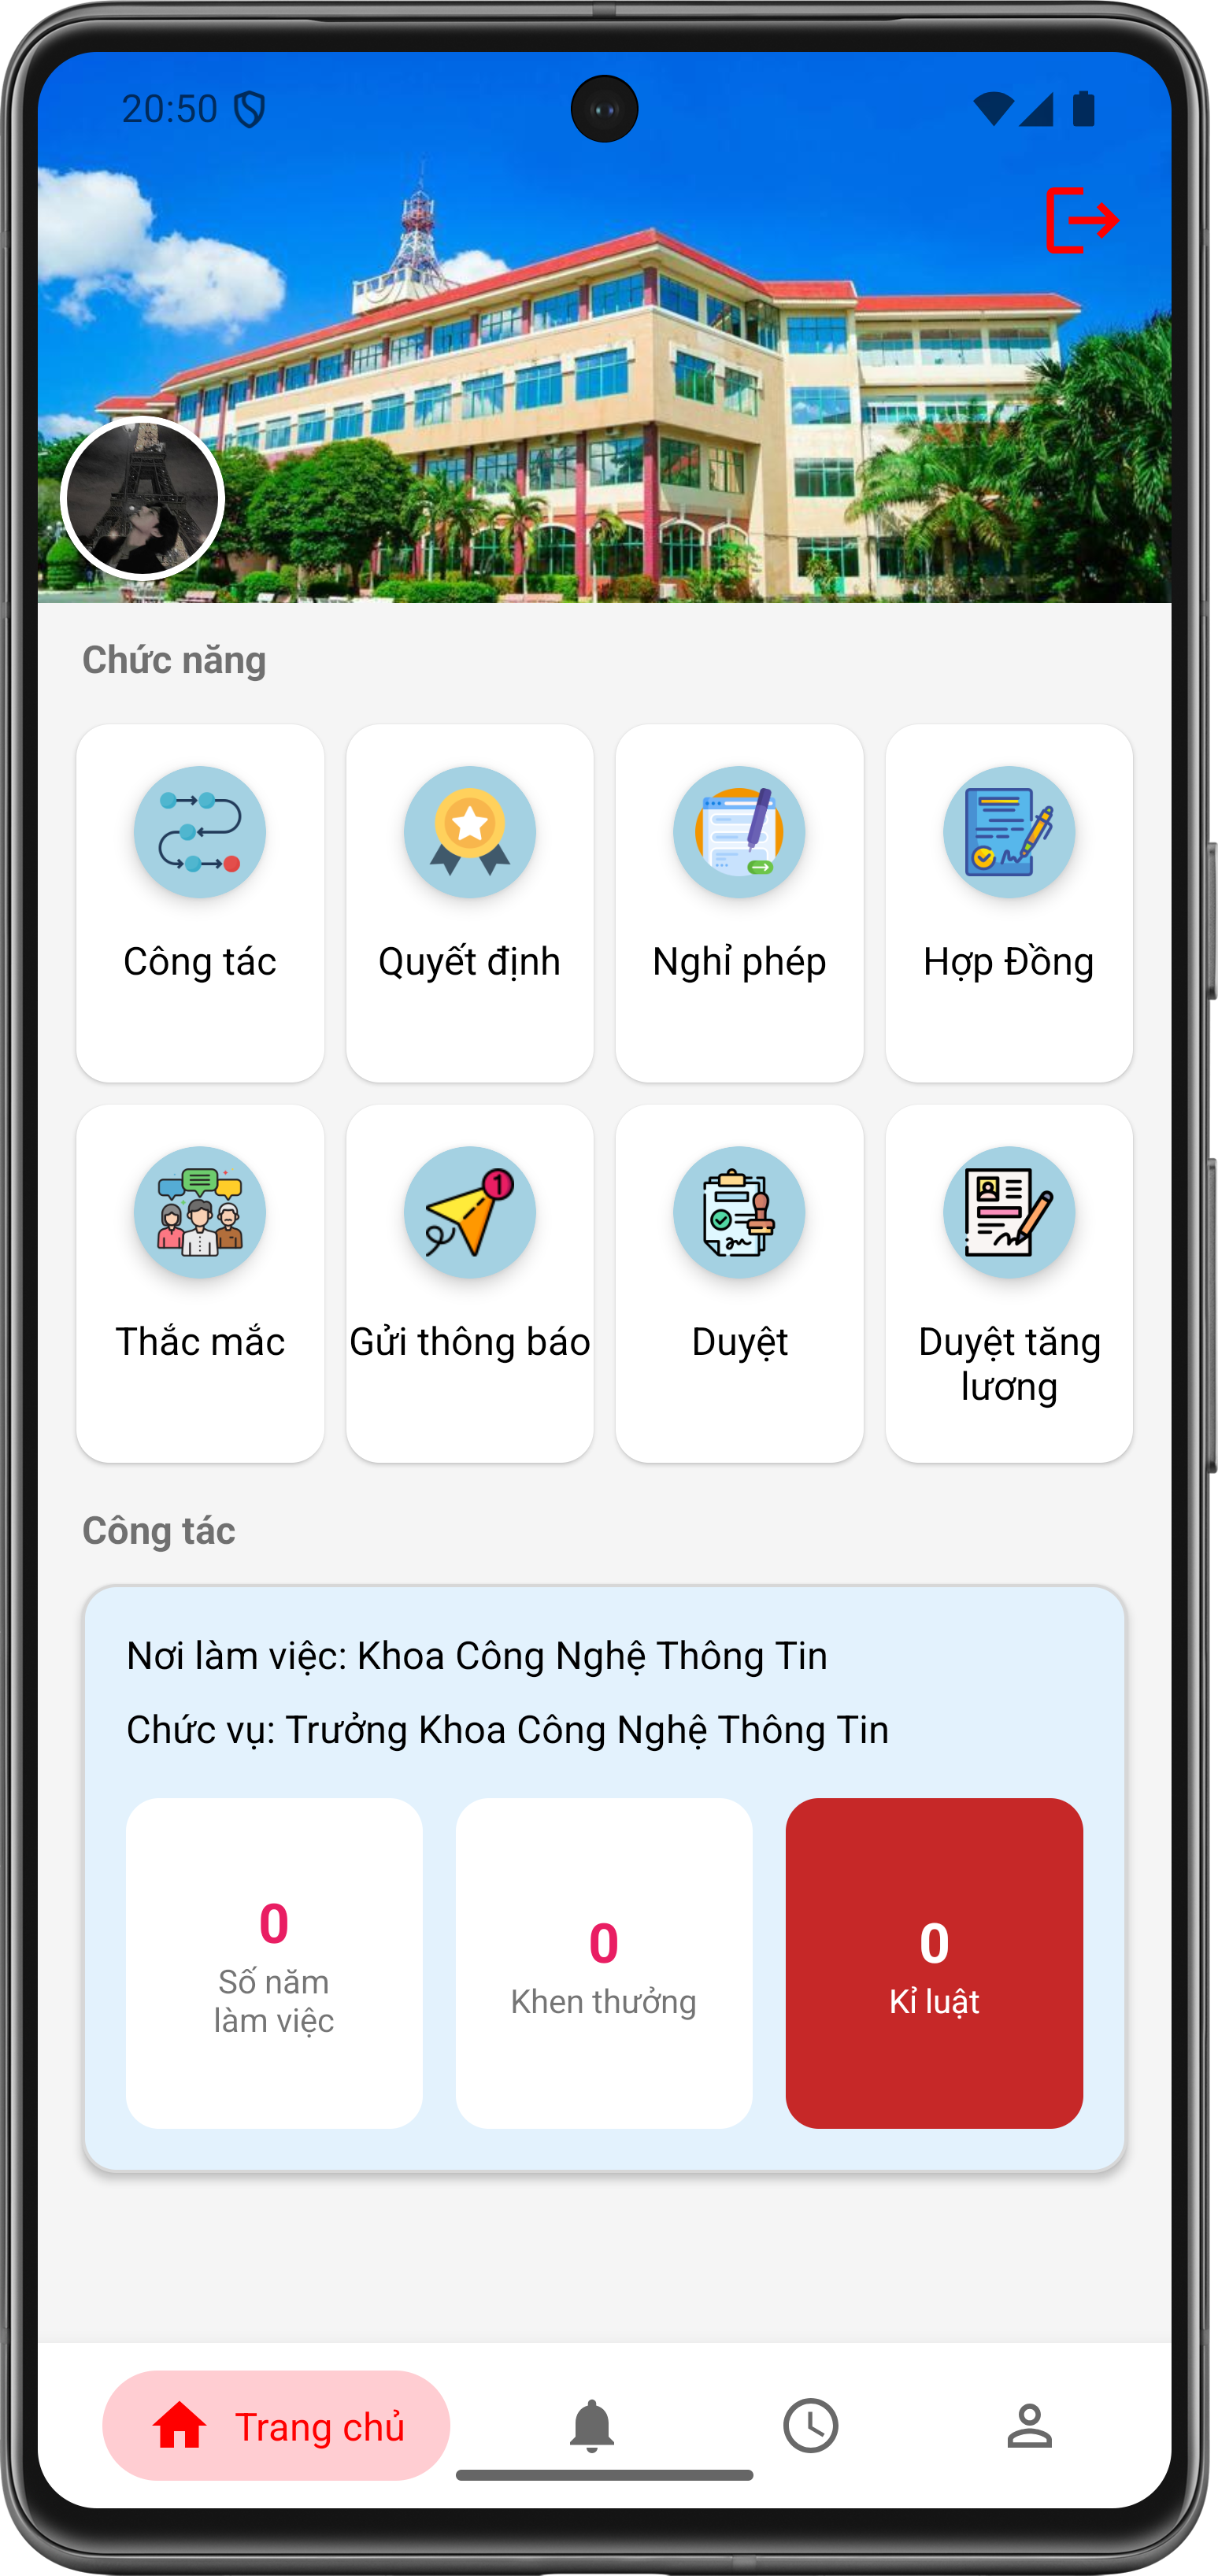 20:50
Chức năng
Công tác
Quyết định
Nghỉ phép
Hợp Đồng
1
Thắc mắc
Gửi thông báo
Duyệt
Duyệt tăng
lương
Công tác
Nơi làm việc: Khoa Công Nghệ Thông Tin
Chức vụ: Trưởng Khoa Công Nghệ Thông Tin
0
Số năm
làm việc
0
Khen thưởng
0
Kỉ luật
Trang chủ